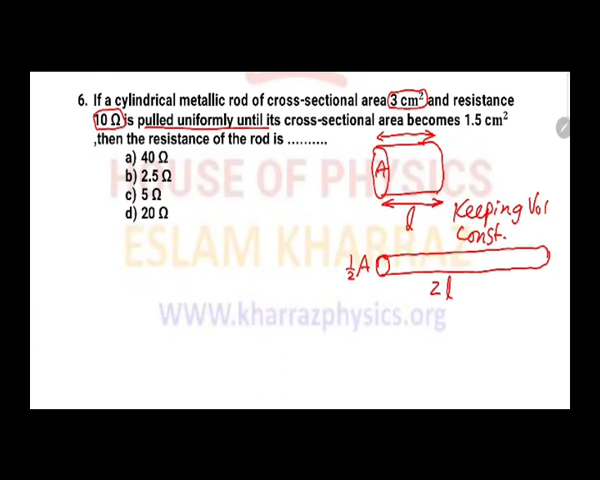 6. If a cylindrical metallic rod of cross-sectional area 3 cm² and resistance
10 Ω is pulled uniformly until its cross-sectional area becomes 1.5 cm²
,then the resistance of the rod is ..........
a) 40 Ω
b) 2.5 Ω
c) 5 Ω
d) 20 Ω
A
l
Keeping Vol
Const.
½A
2l
HOUSE OF PHYSICS
ESLAM KHARRAZ
www.kharrazphysics.org